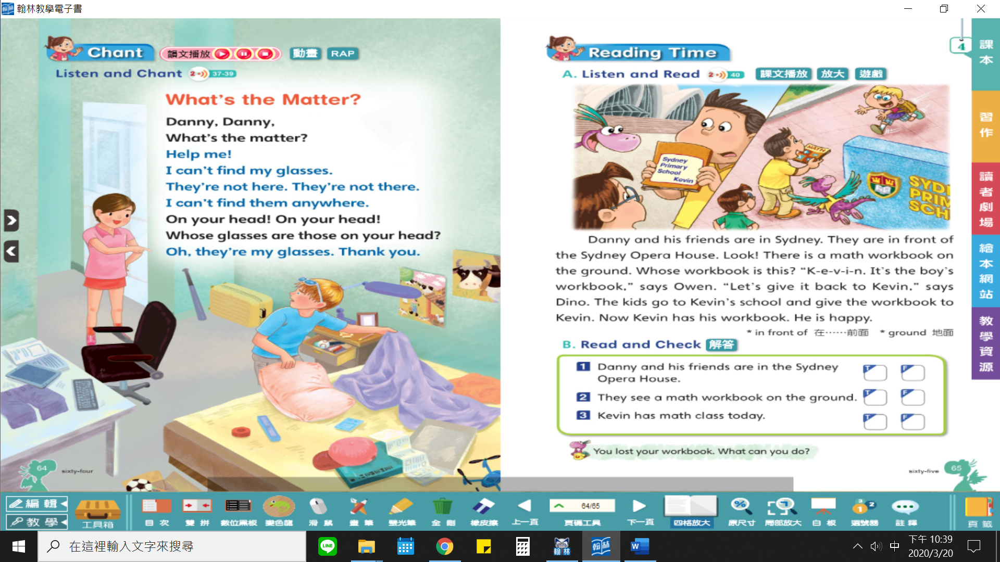 翰林教學電子書
Chant
韻文播放
動畫
RAP
Listen and Chant
2
37-39
What's the Matter?
Danny, Danny,
What's the matter?
Help me!
I can't find my glasses.
They're not here. They're not there.
I can't find them anywhere.
On your head! On your head!
Whose glasses are those on your head?
Oh, they're my glasses. Thank you.
64
sixty-four
Reading Time
4
A. Listen and Read
2
40
課文播放
放大
遊戲
Sydney
Primary
School
Kevin
MATH
SYD
PRIM
SCH
Danny and his friends are in Sydney. They are in front of
the Sydney Opera House. Look! There is a math workbook on
the ground. Whose workbook is this? “K-e-v-i-n. It's the boy's
workbook,” says Owen. “Let's give it back to Kevin,” says
Dino. The kids go to Kevin's school and give the workbook to
Kevin. Now Kevin has his workbook. He is happy.
* in front of 在……前面 * ground 地面
B. Read and Check
解答
1 Danny and his friends are in the Sydney
Opera House.
T F
2 They see a math workbook on the ground.
T F
3 Kevin has math class today.
T F
You lost your workbook. What can you do?
sixty-five
65
課本
習作
讀者劇場
繪本網站
教學資源
編輯
教學
工具箱
目次
雙拼
數位黑板
變色龍
滑鼠
畫筆
螢光筆
全刪
橡皮擦
上一頁
64/65
頁碼工具
下一頁
四格放大
原尺寸
局部放大
白板
選號器
3 1 2
註釋
頁籤
在這裡輸入文字來搜尋
LINE
翰林
翰林
W
中
下午 10:39
2020/3/20